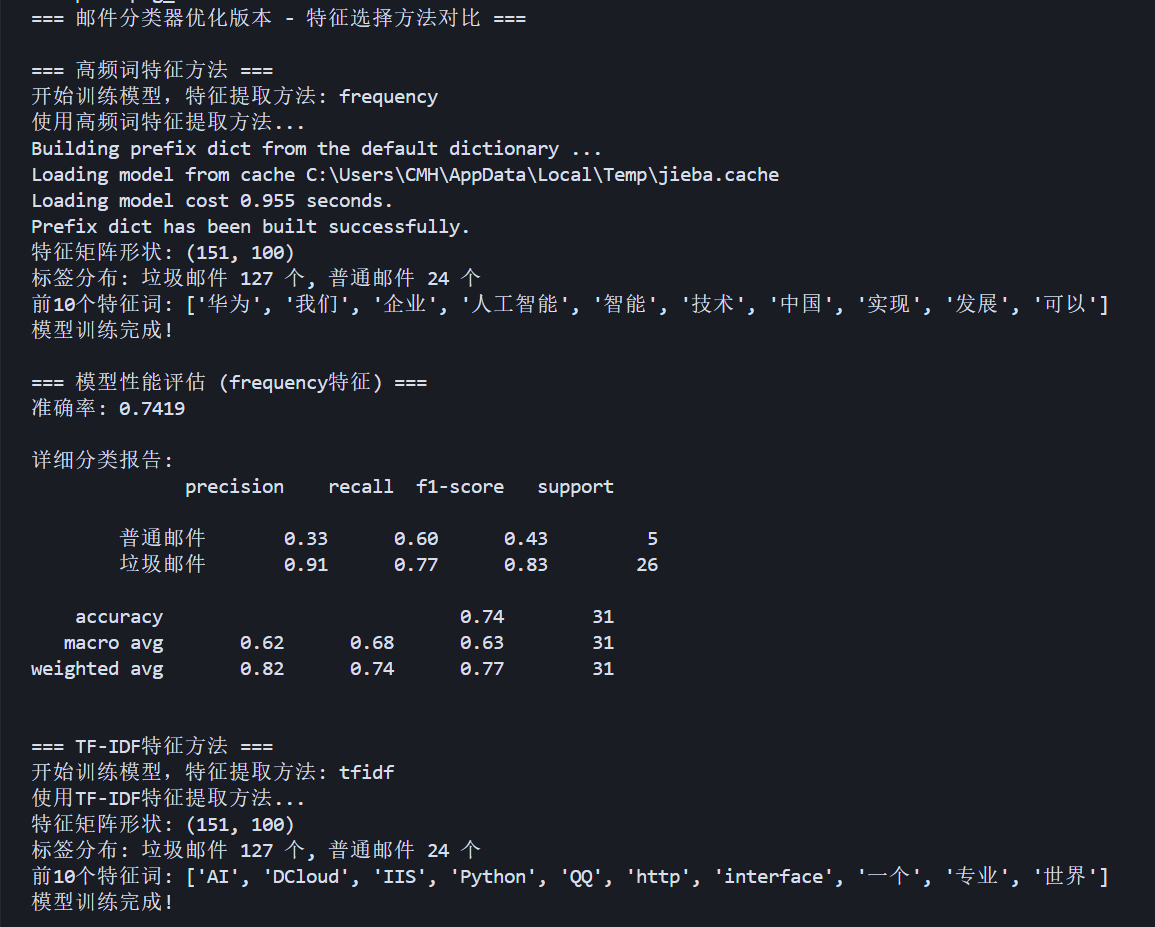 === 邮件分类器优化版本 - 特征选择方法对比 ===
=== 高频词特征方法 ===
开始训练模型，特征提取方法: frequency
使用高频词特征提取方法...
Building prefix dict from the default dictionary ...
Loading model from cache C:\Users\CMH\AppData\Local\Temp\jieba.cache
Loading model cost 0.955 seconds.
Prefix dict has been built successfully.
特征矩阵形状: (151, 100)
标签分布: 垃圾邮件 127 个, 普通邮件 24 个
前10个特征词: ['华为', '我们', '企业', '人工智能', '智能', '技术', '中国', '实现', '发展', '可以']
模型训练完成!
=== 模型性能评估 (frequency特征) ===
准确率: 0.7419
详细分类报告:
precision recall f1-score support
普通邮件 0.33 0.60 0.43 5
垃圾邮件 0.91 0.77 0.83 26
accuracy 0.74 31
macro avg 0.62 0.68 0.63 31
weighted avg 0.82 0.74 0.77 31
=== TF-IDF特征方法 ===
开始训练模型，特征提取方法: tfidf
使用TF-IDF特征提取方法...
特征矩阵形状: (151, 100)
标签分布: 垃圾邮件 127 个, 普通邮件 24 个
前10个特征词: ['AI', 'DCloud', 'IIS', 'Python', 'QQ', 'http', 'interface', '一个', '专业', '世界']
模型训练完成!